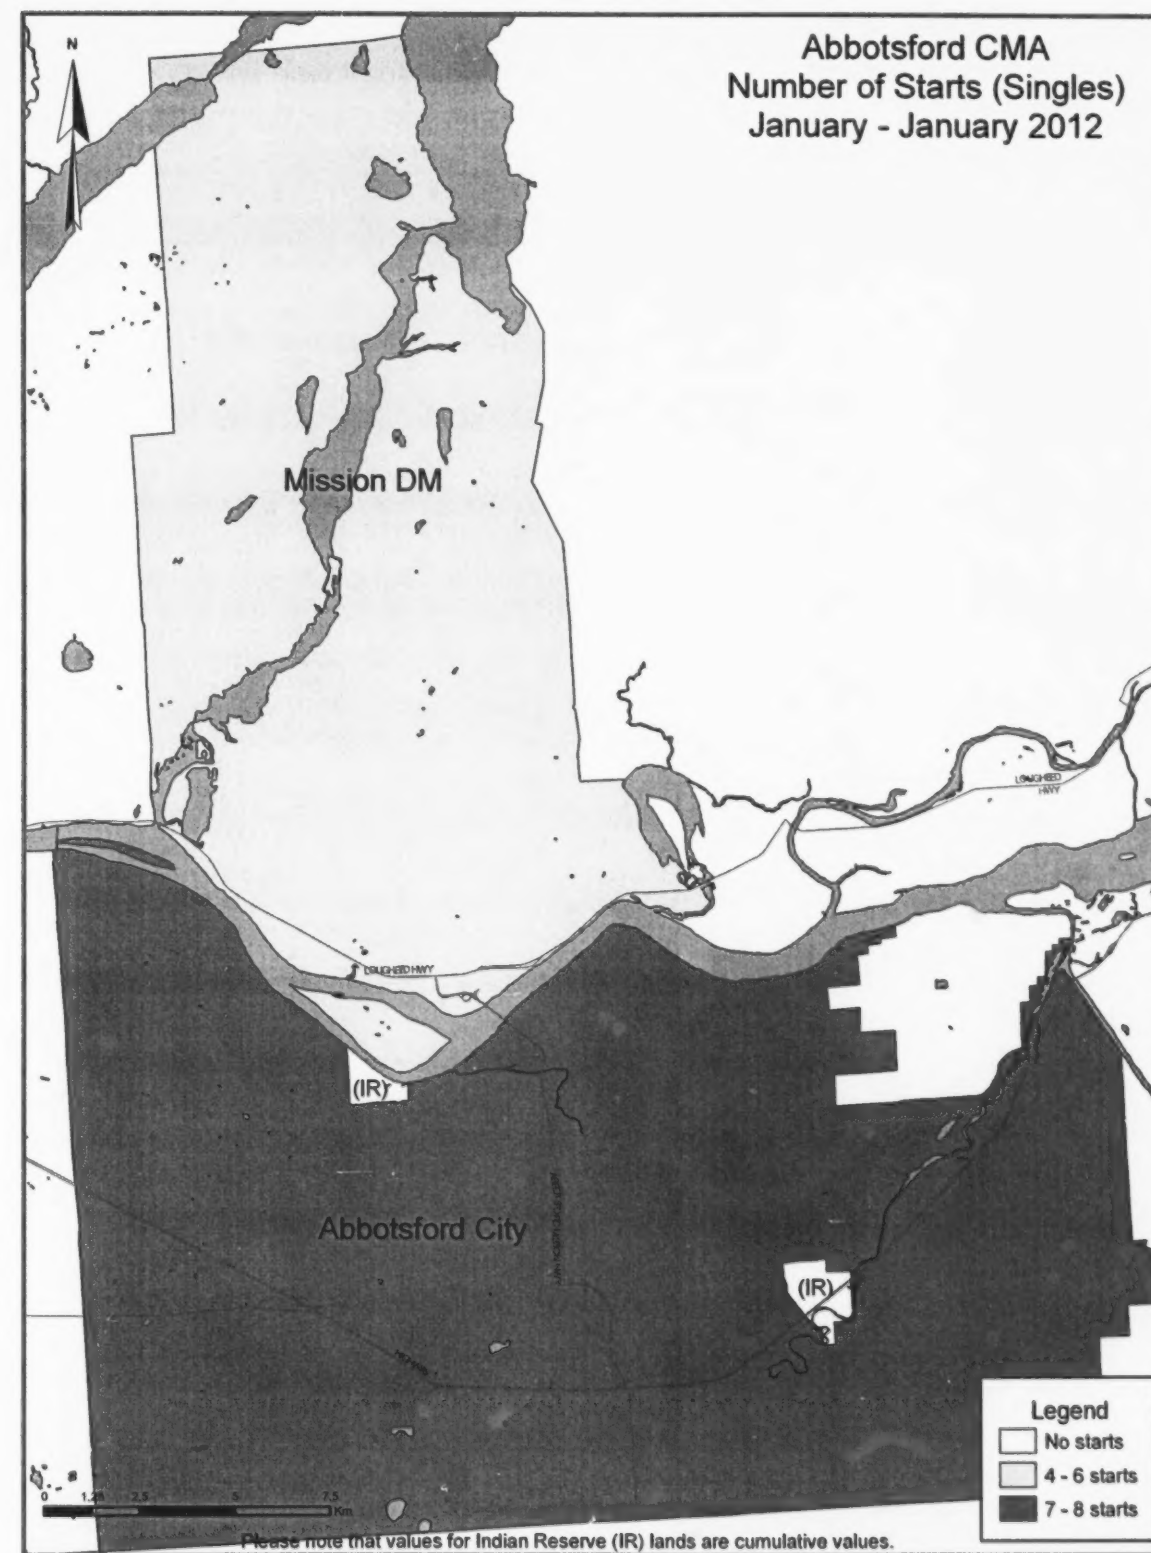 N
Abbotsford CMA
Number of Starts (Singles)
January - January 2012
Mission DM
LOUGHEED
HWY
LOUGHEED HWY
(IR)
Abbotsford City
(IR)
Legend
No starts
4 - 6 starts
7 - 8 starts
0 1.25 2.5 5 7.5
Km
Please note that values for Indian Reserve (IR) lands are cumulative values.